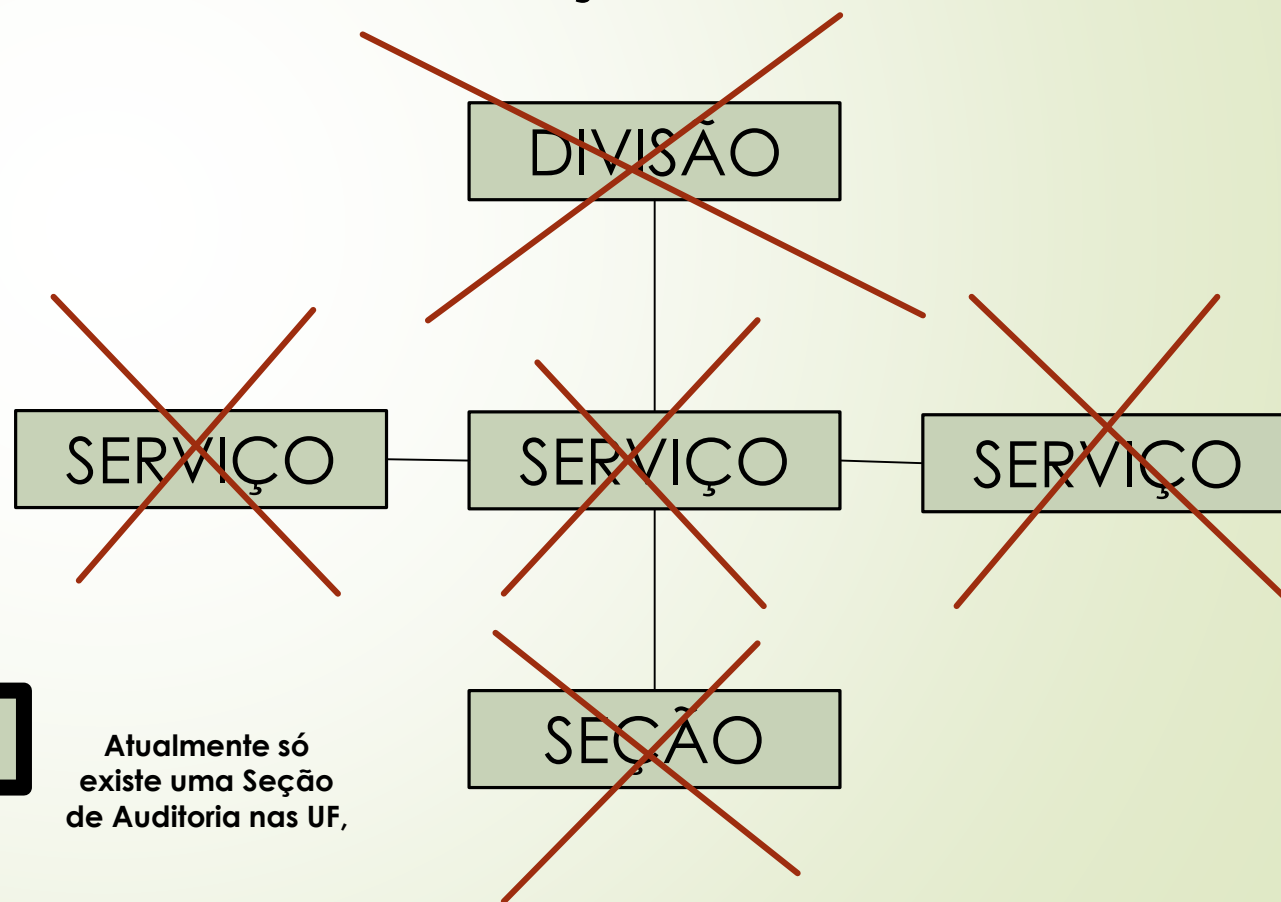 DIVISÃO
SERVIÇO
SERVIÇO
SERVIÇO
SEÇÃO
Atualmente só
existe uma Seção
de Auditoria nas UF,